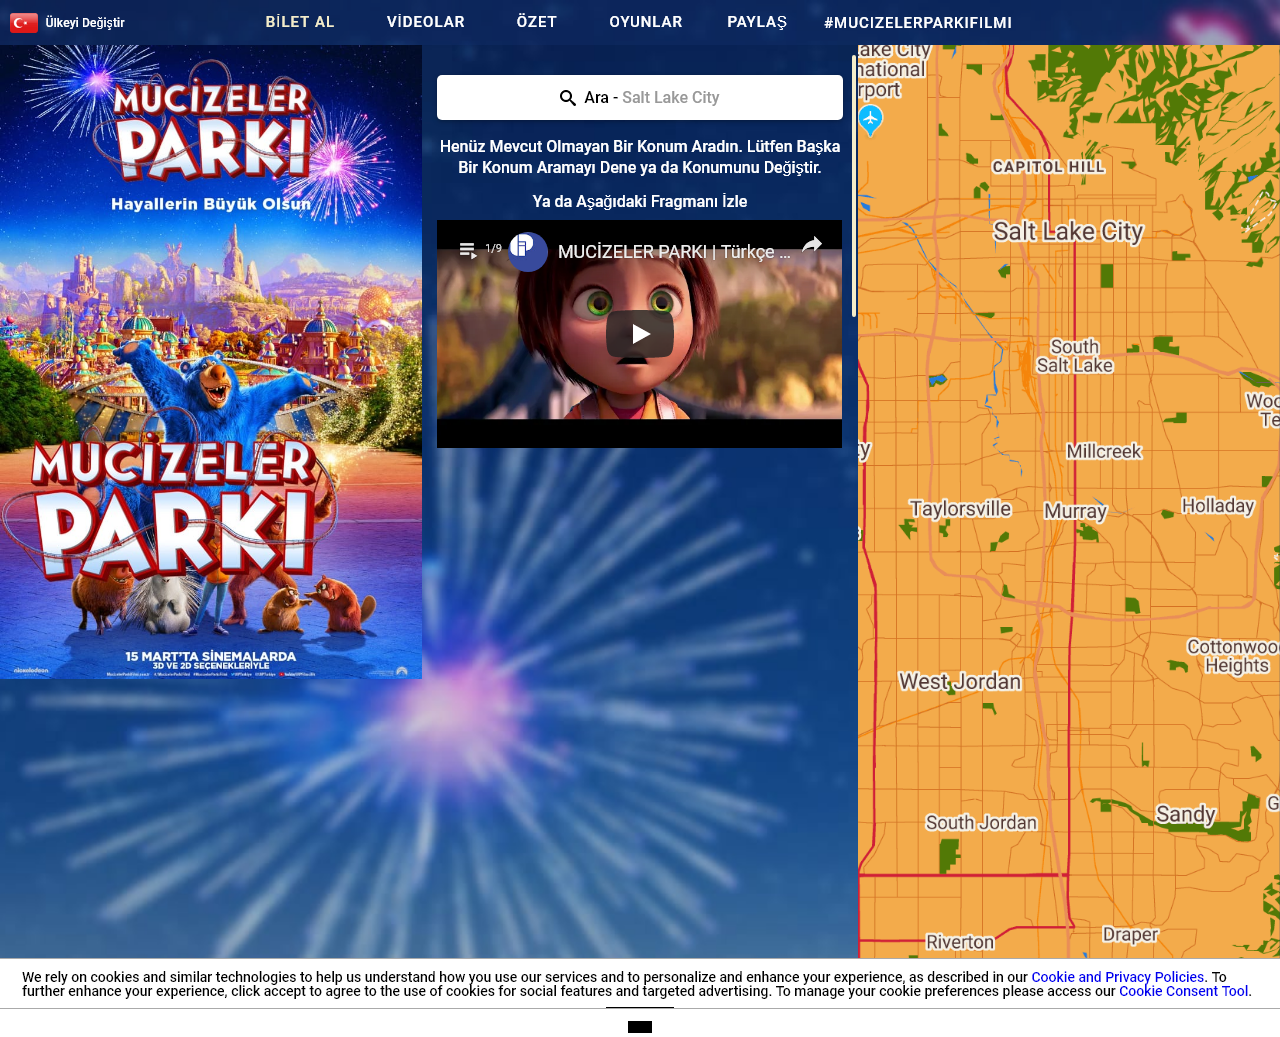 Ülkeyi Değiştir
BİLET AL
VİDEOLAR
ÖZET
OYUNLAR
PAYLAŞ
#MUCIZELERPARKIFILMI
MUCİZELER
PARKI
Hayallerin Büyük Olsun
MUCİZELER
PARKI
15 MART'TA SİNEMALARDA
3D VE 2D SEÇENEKLERİYLE
nickelodeon
Ara - Salt Lake City
Henüz Mevcut Olmayan Bir Konum Aradın. Lütfen Başka
Bir Konum Aramayı Dene ya da Konumunu Değiştir.
Ya da Aşağıdaki Fragmanı İzle
1/9
MUCİZELER PARKI | Türkçe ...
ake City
national
rport
CAPITOL HILL
Salt Lake City
South
Salt Lake
Woo
Te
Millcreek
Taylorsville
Murray
Holladay
Cottonwoo
Heights
West Jordan
South Jordan
Sandy
G
Riverton
Draper
We rely on cookies and similar technologies to help us understand how you use our services and to personalize and enhance your experience, as described in our Cookie and Privacy Policies. To
further enhance your experience, click accept to agree to the use of cookies for social features and targeted advertising. To manage your cookie preferences please access our Cookie Consent Tool.